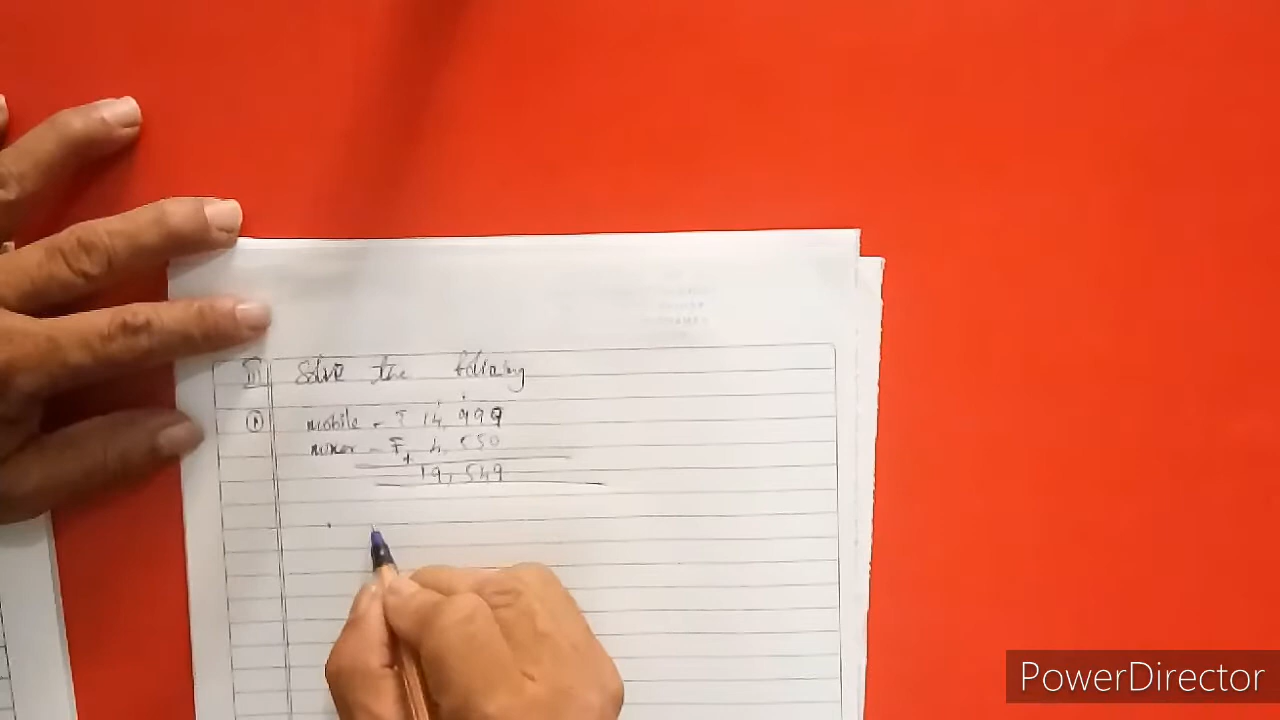 III Solve the following
① mobile - ₹ 14,999
mixer - ₹ 4,550
+
19,549
PowerDirector